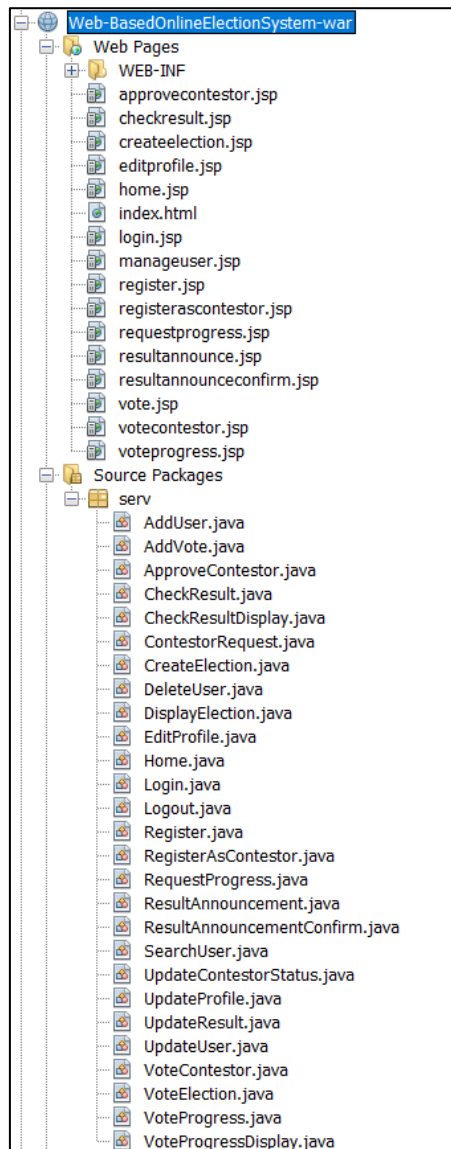 Web-BasedOnlineElectionSystem-war
Web Pages
WEB-INF
approvecontestor.jsp
checkresult.jsp
createelection.jsp
editprofile.jsp
home.jsp
index.html
login.jsp
manageuser.jsp
register.jsp
registerascontestor.jsp
requestprogress.jsp
resultannounce.jsp
resultannounceconfirm.jsp
vote.jsp
votecontestor.jsp
voteprogress.jsp
Source Packages
serv
AddUser.java
AddVote.java
ApproveContestor.java
CheckResult.java
CheckResultDisplay.java
ContestorRequest.java
CreateElection.java
DeleteUser.java
DisplayElection.java
EditProfile.java
Home.java
Login.java
Logout.java
Register.java
RegisterAsContestor.java
RequestProgress.java
ResultAnnouncement.java
ResultAnnouncementConfirm.java
SearchUser.java
UpdateContestorStatus.java
UpdateProfile.java
UpdateResult.java
UpdateUser.java
VoteContestor.java
VoteElection.java
VoteProgress.java
VoteProgressDisplay.java